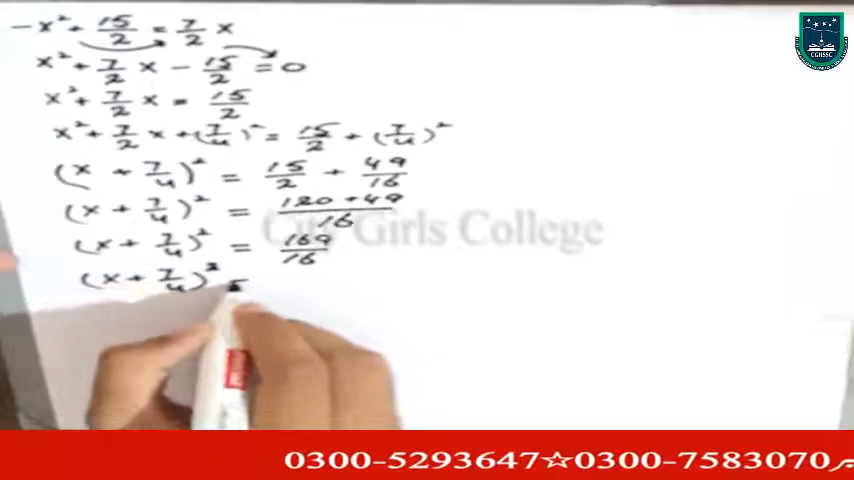 -x² + 15/2 = 7/2 x
x² + 7/2 x - 15/2 = 0
x² + 7/2 x = 15/2
x² + 7/2 x + (7/4)² = 15/2 + (7/4)²
(x + 7/4)² = 15/2 + 49/16
(x + 7/4)² = 120 + 49/16
(x + 7/4)² = 169/16
(x + 7/4)²
City Girls College
CGHSSC
0300-5293647☆0300-7583070